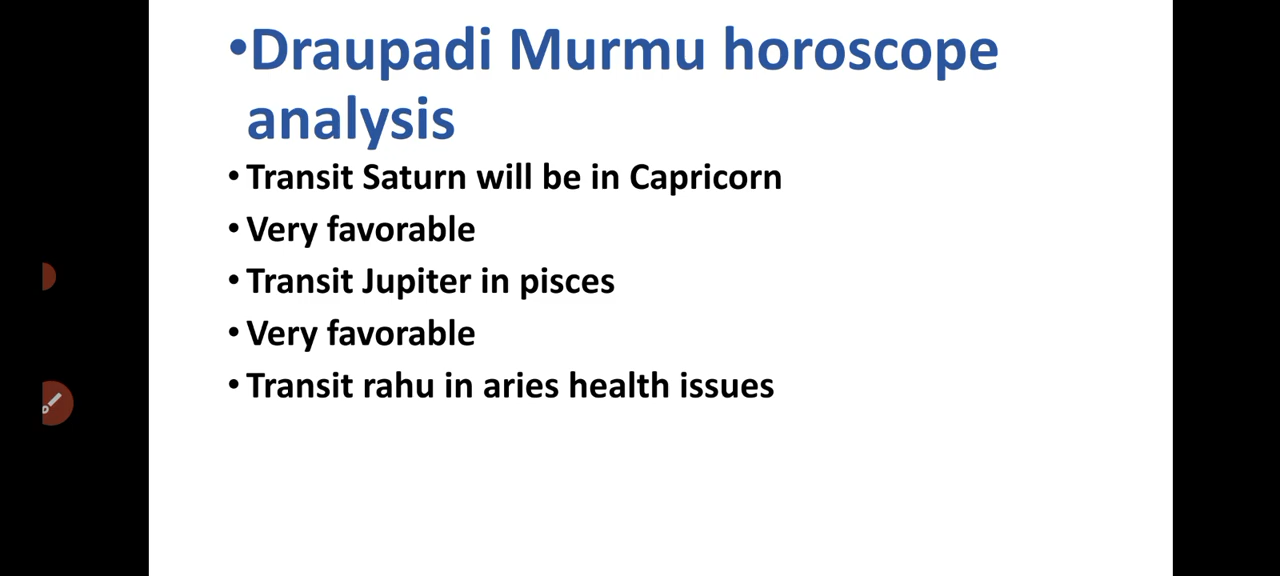 •Draupadi Murmu horoscope
analysis
• Transit Saturn will be in Capricorn
• Very favorable
• Transit Jupiter in pisces
• Very favorable
• Transit rahu in aries health issues